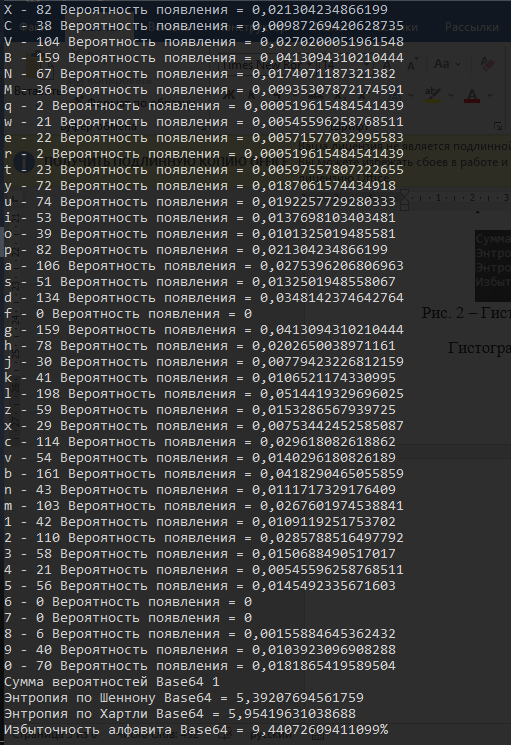 X - 82 Вероятность появления = 0,021304234866199
C - 38 Вероятность появления = 0,00987269420628735
V - 104 Вероятность появления = 0,0270200051961548
B - 159 Вероятность появления = 0,0413094310210444
N - 67 Вероятность появления = 0,0174071187321382
M - 36 Вероятность появления = 0,00935307872174591
q - 2 Вероятность появления = 0,000519615484541439
w - 21 Вероятность появления = 0,00545596258768511
e - 22 Вероятность появления = 0,00571577032995583
r - 2 Вероятность появления = 0,000519615484541439
t - 23 Вероятность появления = 0,00597557807222655
y - 72 Вероятность появления = 0,0187061574434918
u - 74 Вероятность появления = 0,0192257729280333
i - 53 Вероятность появления = 0,0137698103403481
o - 39 Вероятность появления = 0,0101325019485581
p - 82 Вероятность появления = 0,021304234866199
a - 106 Вероятность появления = 0,0275396206806963
s - 51 Вероятность появления = 0,0132501948558067
d - 134 Вероятность появления = 0,0348142374642764
f - 0 Вероятность появления = 0
g - 159 Вероятность появления = 0,0413094310210444
h - 78 Вероятность появления = 0,0202650038971161
j - 30 Вероятность появления = 0,00779423226812159
k - 41 Вероятность появления = 0,0106521174330995
l - 198 Вероятность появления = 0,0514419329696025
z - 59 Вероятность появления = 0,0153286567939725
x - 29 Вероятность появления = 0,00753442452585087
c - 114 Вероятность появления = 0,029618082618862
v - 54 Вероятность появления = 0,0140296180826189
b - 161 Вероятность появления = 0,0418290465055859
n - 43 Вероятность появления = 0,0111717329176409
m - 103 Вероятность появления = 0,0267601974538841
1 - 42 Вероятность появления = 0,0109119251753702
2 - 110 Вероятность появления = 0,0285788516497792
3 - 58 Вероятность появления = 0,0150688490517017
4 - 21 Вероятность появления = 0,00545596258768511
5 - 56 Вероятность появления = 0,0145492335671603
6 - 0 Вероятность появления = 0
7 - 0 Вероятность появления = 0
8 - 6 Вероятность появления = 0,00155884645362432
9 - 40 Вероятность появления = 0,0103923096908288
0 - 70 Вероятность появления = 0,0181865419589504
Сумма вероятностей Base64 1
Энтропия по Шеннону Base64 = 5,39207694561759
Энтропия по Хартли Base64 = 5,95419631038688
Избыточность алфавита Base64 = 9,44072609411099%
Рассылки
Рис. 2 – Гист
Гистогра